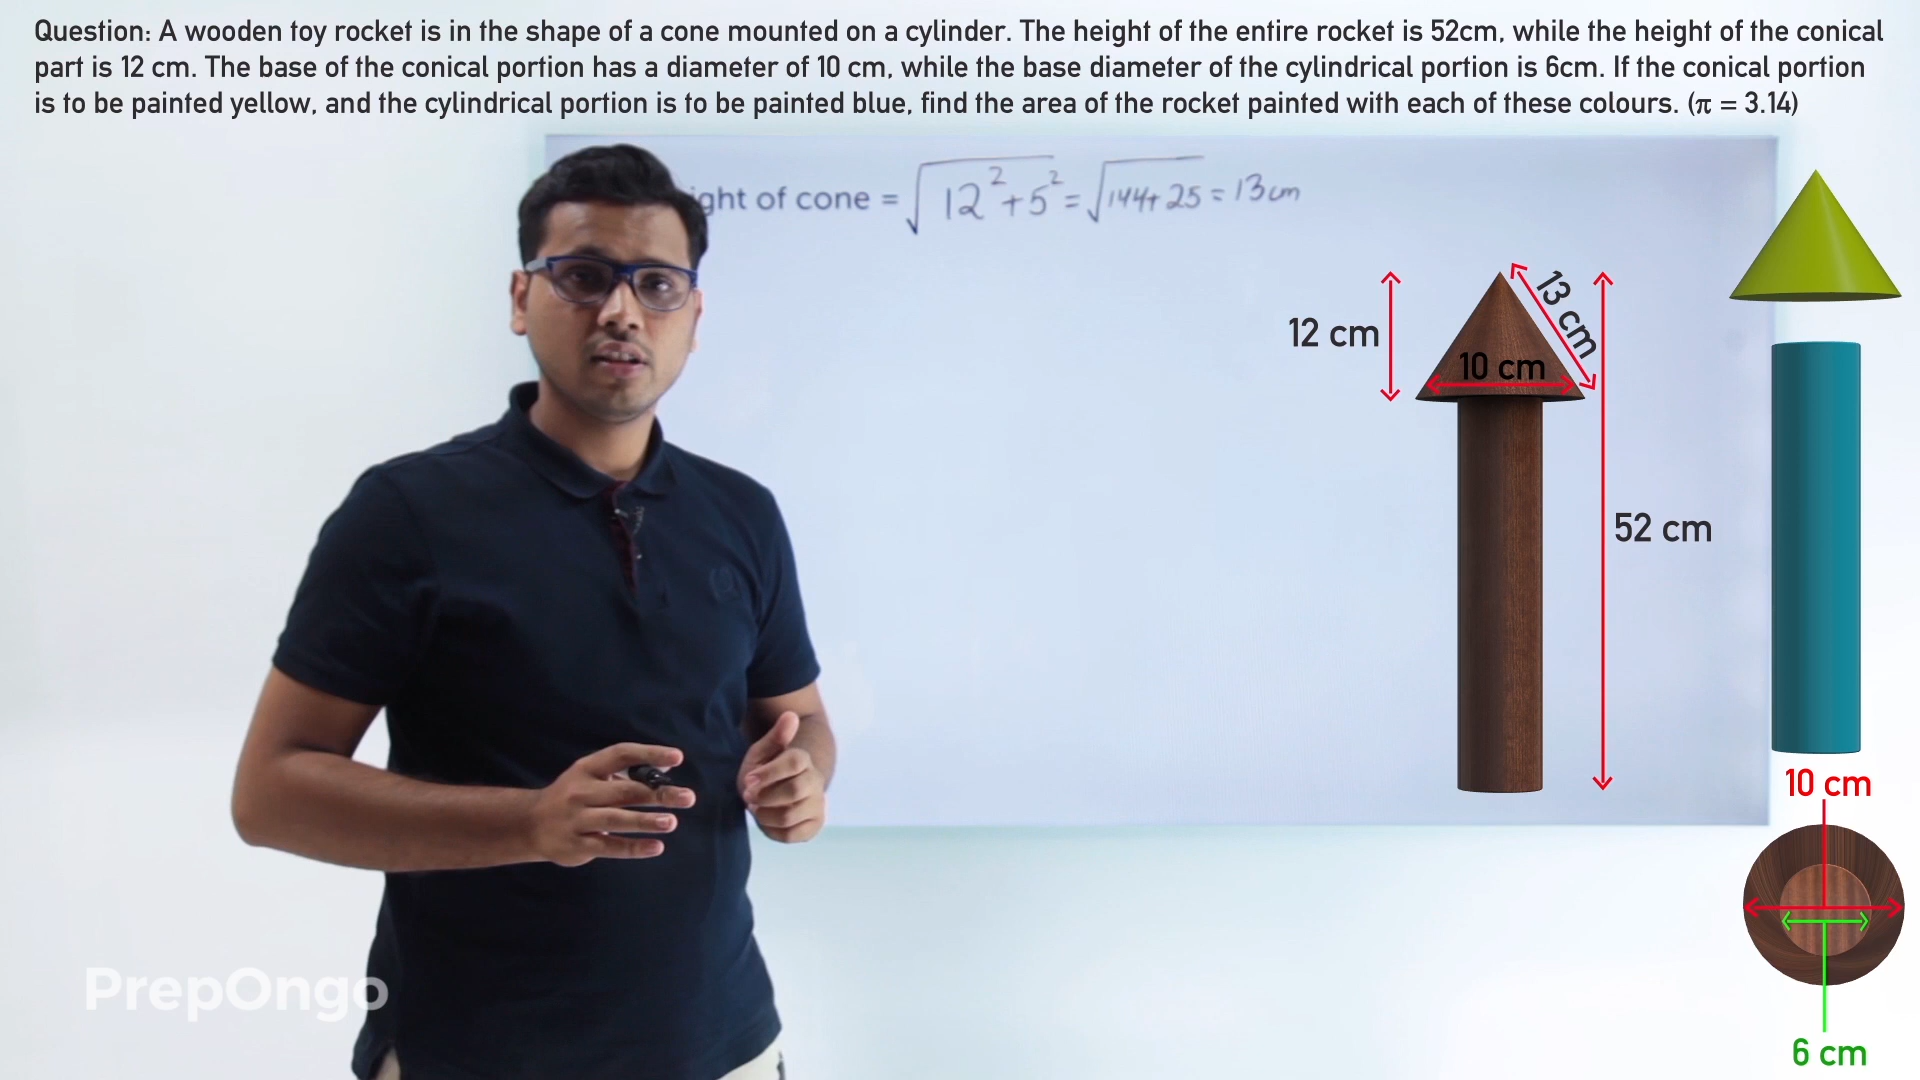 Question: A wooden toy rocket is in the shape of a cone mounted on a cylinder. The height of the entire rocket is 52cm, while the height of the conical
part is 12 cm. The base of the conical portion has a diameter of 10 cm, while the base diameter of the cylindrical portion is 6cm. If the conical portion
is to be painted yellow, and the cylindrical portion is to be painted blue, find the area of the rocket painted with each of these colours. (π = 3.14)
ght of cone = √12²+5² = √144+25 = 13cm
13 cm
12 cm
10 cm
52 cm
10 cm
6 cm
PrepOngo